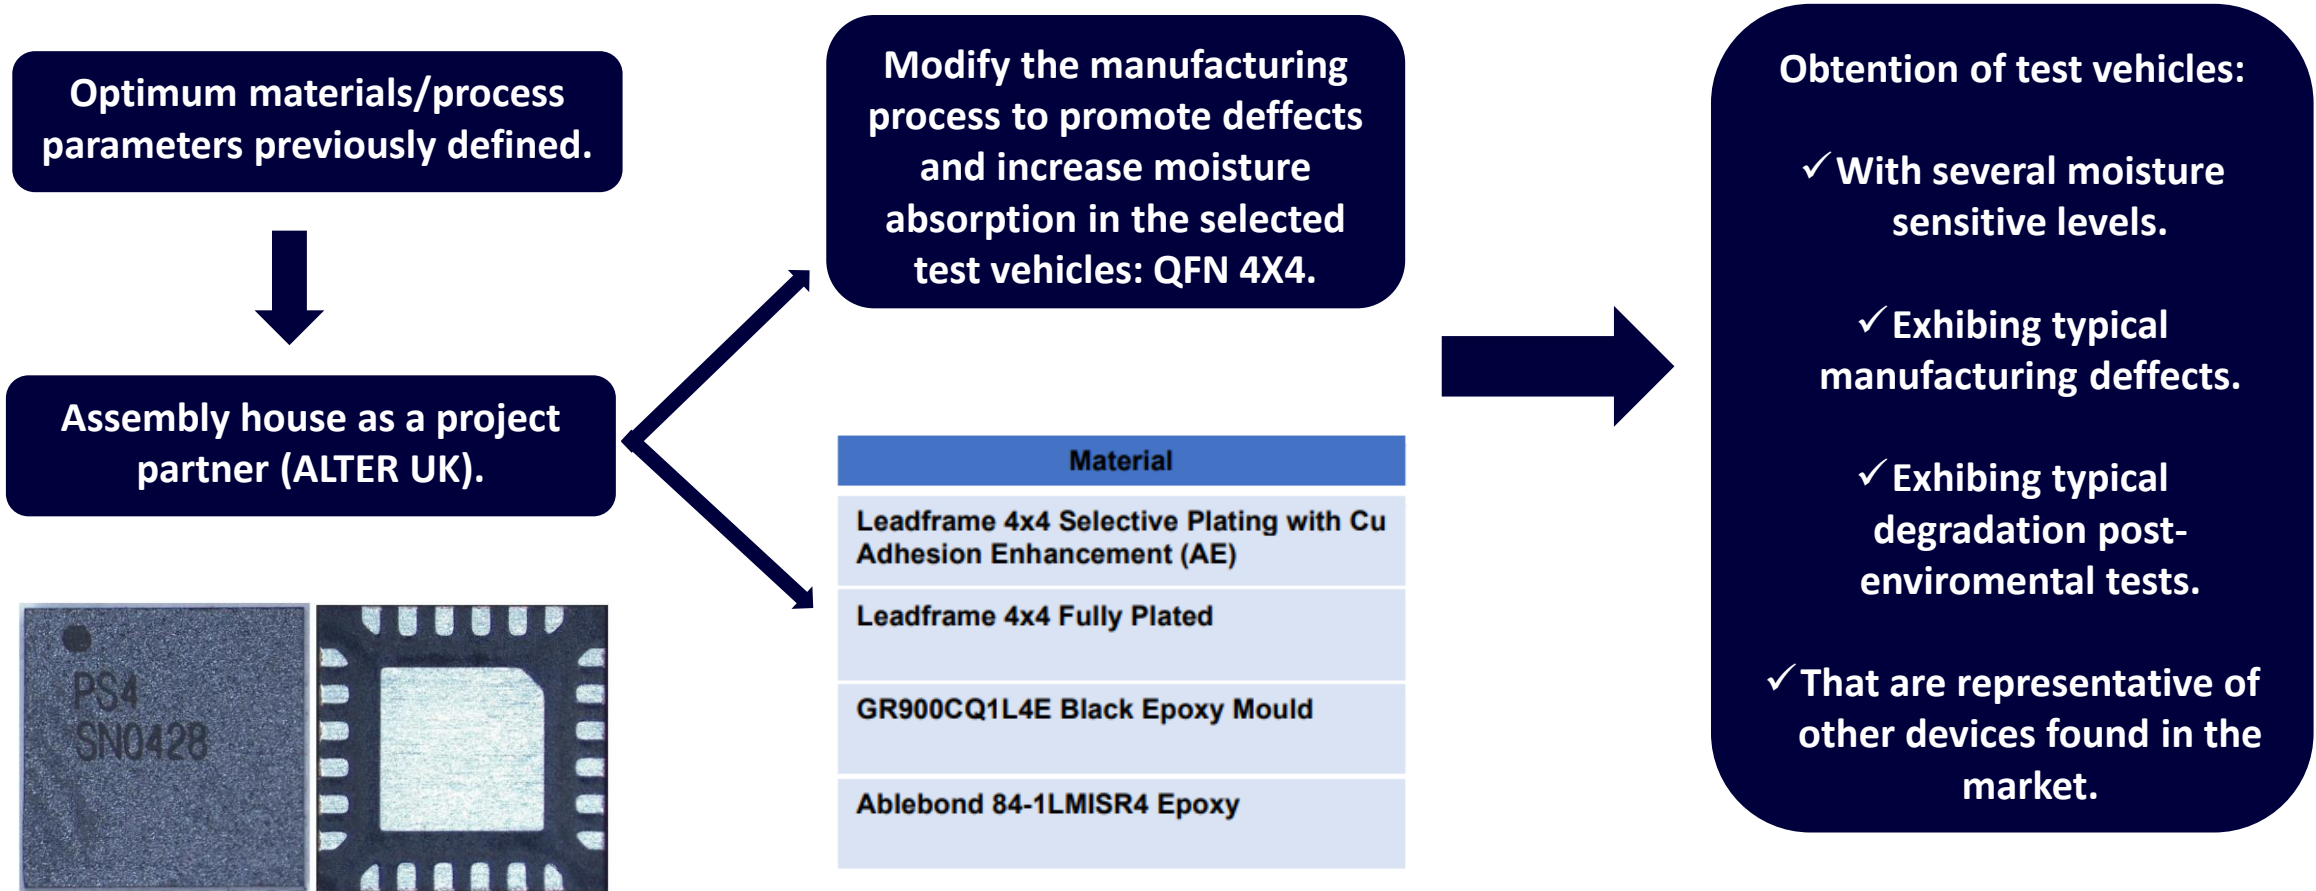 Optimum materials/process
parameters previously defined.
Assembly house as a project
partner (ALTER UK).
PS4
SN0428
Modify the manufacturing
process to promote deffects
and increase moisture
absorption in the selected
test vehicles: QFN 4X4.
Material
Leadframe 4x4 Selective Plating with Cu
Adhesion Enhancement (AE)
Leadframe 4x4 Fully Plated
GR900CQ1L4E Black Epoxy Mould
Ablebond 84-1LMISR4 Epoxy
Obtention of test vehicles:
✓With several moisture
sensitive levels.
✓Exhibing typical
manufacturing deffects.
✓Exhibing typical
degradation post-
enviromental tests.
✓That are representative of
other devices found in the
market.